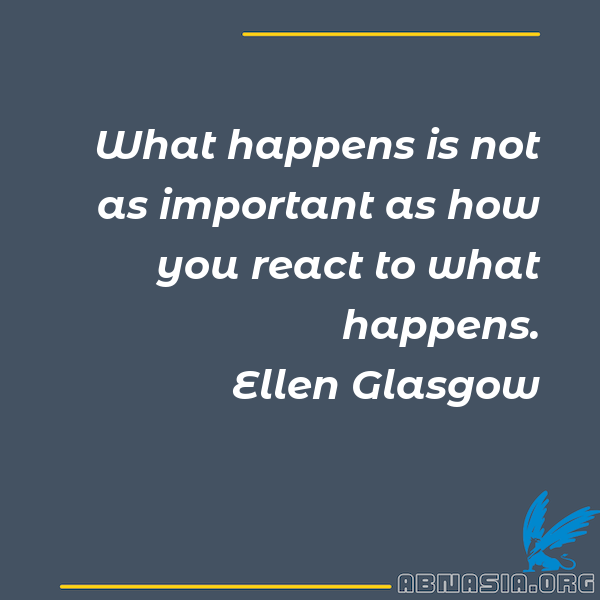 What happens is not
as important as how
you react to what
happens.
Ellen Glasgow
ABNASIA.ORG